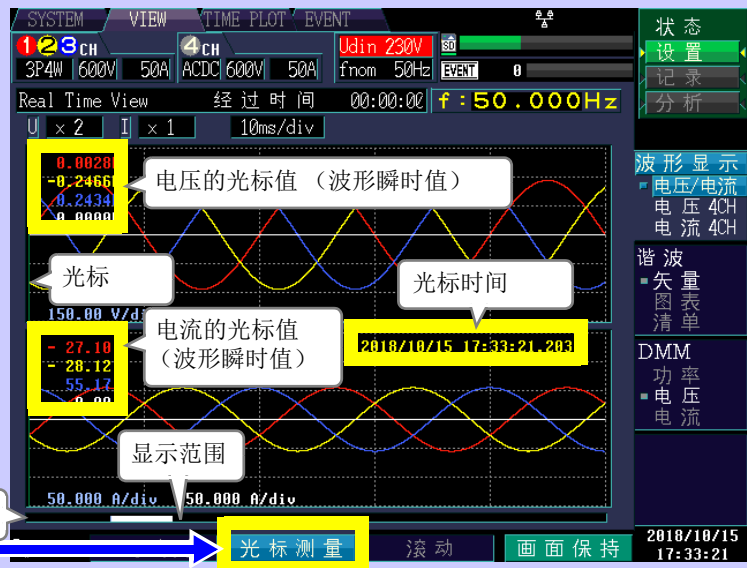 SYSTEM VIEW TIME PLOT EVENT
123CH 4CH Udin 230V SD
3P4W 600V 50A ACDC 600V 50A fnom 50Hz EVENT 0
Real Time View 经过时间 00:00:00 f:50.000Hz
U ×2 I ×1 10ms/div
0.0028
-0.2466
0.2434
0.0000
电压的光标值 （波形瞬时值）
光标
光标时间
150.00 V/d
- 27.10
- 28.12
55.17
电流的光标值
（波形瞬时值）
2018/10/15 17:33:21.203
显示范围
50.000 A/div 50.000 A/div
光标测量 滚动 画面保持
状态
设置
记录
分析
波形显示
电压/电流
电压 4CH
电流 4CH
谐波
矢量
图表
清单
DMM
功率
电压
电流
2018/10/15
17:33:21